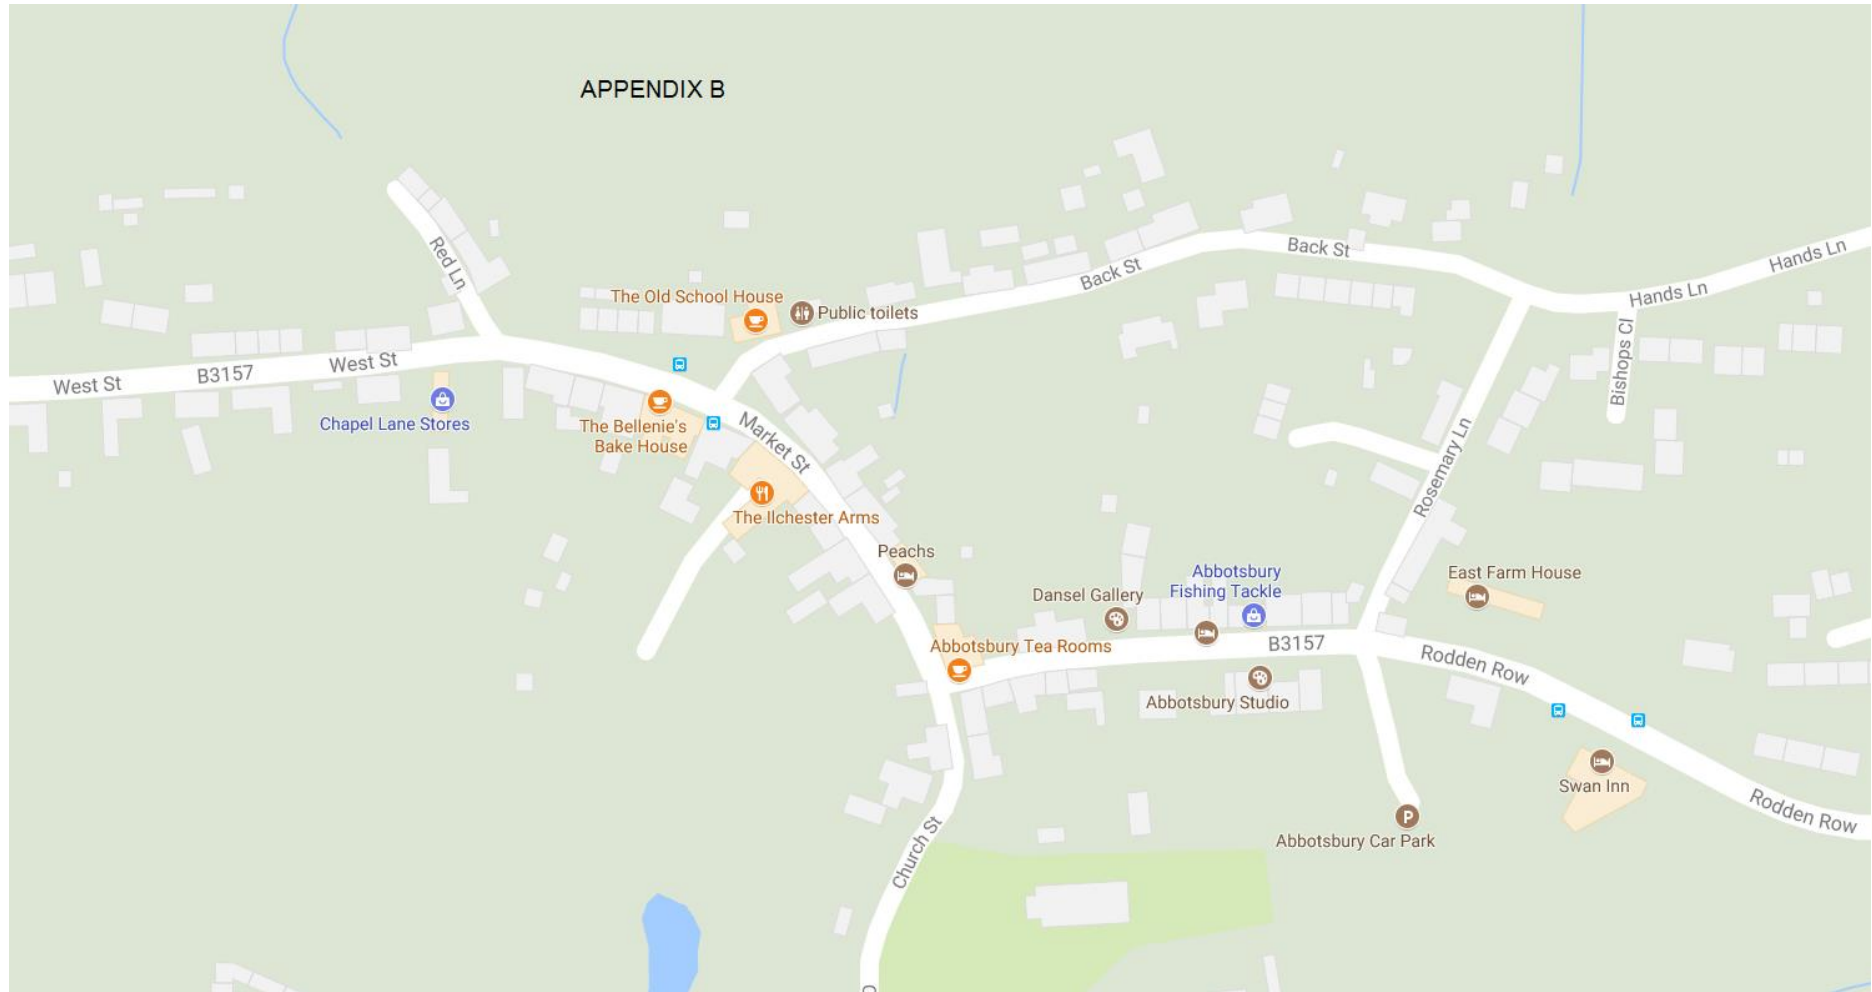 APPENDIX B
Red Ln
Back St
Hands Ln
Back St
Hands Ln
The Old School House
Public toilets
West St
B3157
West St
Bishops Cl
Chapel Lane Stores
The Bellenie's
Bake House
Market St
Rosemary Ln
The Ilchester Arms
Peachs
Abbotsbury
Fishing Tackle
East Farm House
Dansel Gallery
Abbotsbury Tea Rooms
B3157
Rodden Row
Abbotsbury Studio
P
Swan Inn
Rodden Row
Abbotsbury Car Park
Church St